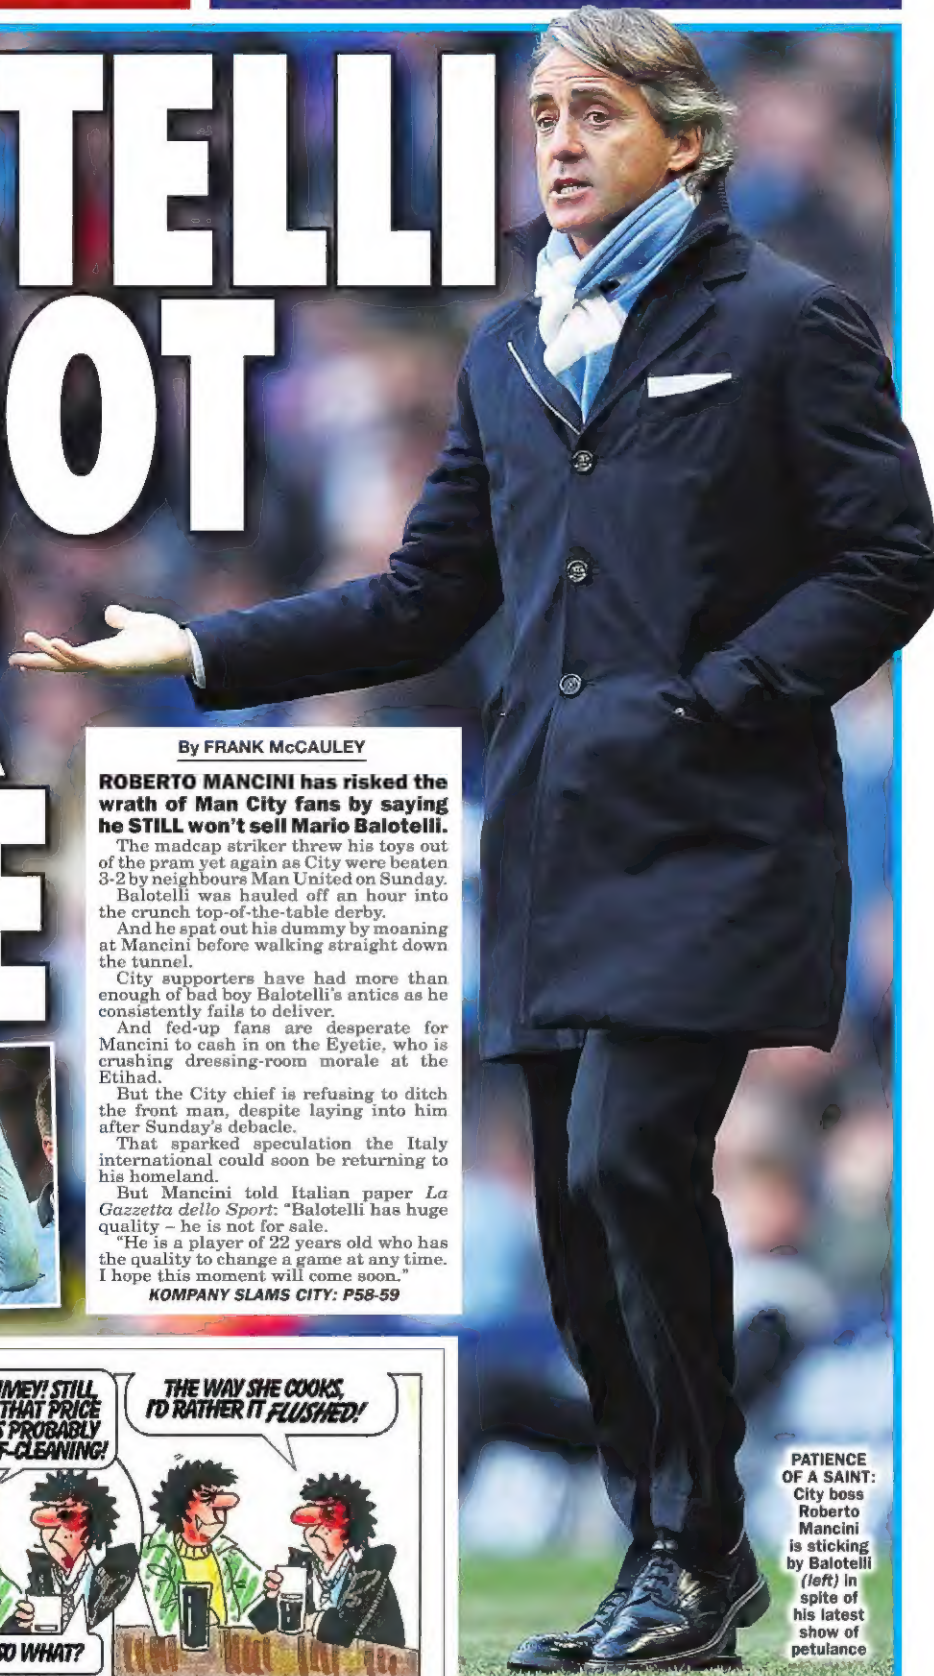 TELLI
OT
E
By FRANK McCAULEY
ROBERTO MANCINI has risked the
wrath of Man City fans by saying
he STILL won't sell Mario Balotelli.
The madcap striker threw his toys out
of the pram yet again as City were beaten
3-2 by neighbours Man United on Sunday.
Balotelli was hauled off an hour into
the crunch top-of-the-table derby.
And he spat out his dummy by moaning
at Mancini before walking straight down
the tunnel.
City supporters have had more than
enough of bad boy Balotelli's antics as he
consistently fails to deliver.
And fed-up fans are desperate for
Mancini to cash in on the Eyetie, who is
crushing dressing-room morale at the
Etihad.
But the City chief is refusing to ditch
the front man, despite laying into him
after Sunday's debacle.
That sparked speculation the Italy
international could soon be returning to
his homeland.
But Mancini told Italian paper La
Gazzetta dello Sport: "Balotelli has huge
quality – he is not for sale.
"He is a player of 22 years old who has
the quality to change a game at any time.
I hope this moment will come soon."
KOMPANY SLAMS CITY: P58-59
IMEY! STILL
THAT PRICE
S PROBABLY
F-CLEANING!
SO WHAT?
THE WAY SHE COOKS,
I'D RATHER IT FLUSHED!
PATIENCE
OF A SAINT:
City boss
Roberto
Mancini
is sticking
by Balotelli
(left) in
spite of
his latest
show of
petulance